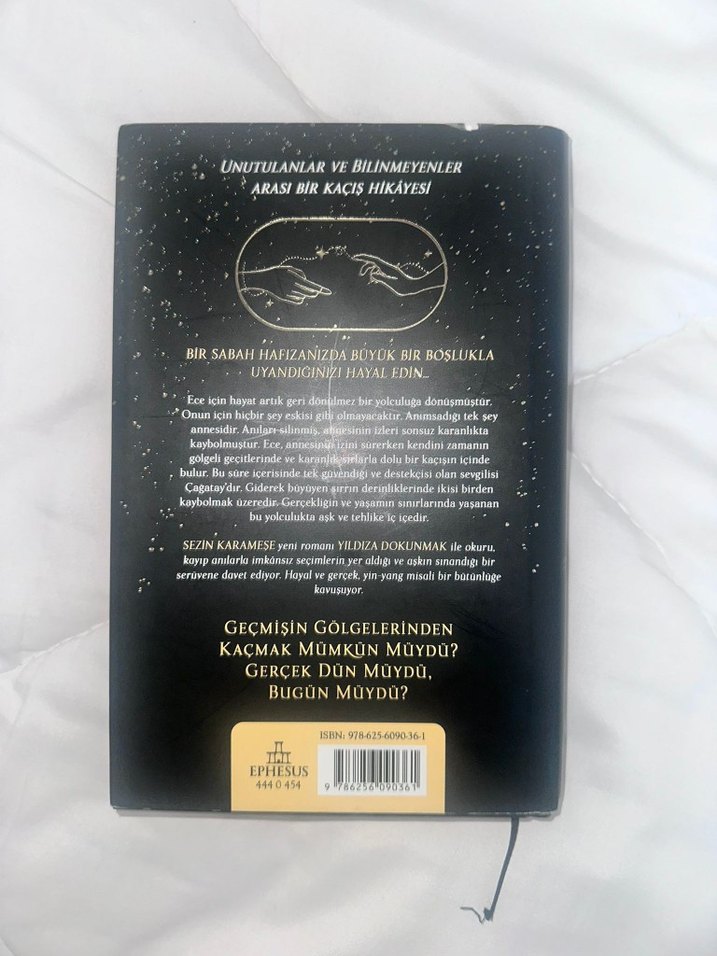 UNUTULANLAR VE BİLİNMEYENLER
ARASI BİR KAÇIŞ HİKÂYESİ
BİR SABAH HAFIZANIZDA BÜYÜK BİR BOŞLUKLA
UYANDIĞINIZI HAYAL EDİN...
Ece için hayat artık geri dönülmez bir yolculuğa dönüşmüştür.
Onun için hiçbir şey eskisi gibi olmayacaktır. Anımsadığı tek şey
annesidir. Anıları silinmiş, annesinin izleri sonsuz karanlıkta
kaybolmuştur. Ece, annesinin izini sürerken kendini zamanın
gölgeli geçitlerinde ve karanlık sırlarla dolu bir kaçışın içinde
bulur. Bu süre içerisinde tek güvendiği ve destekçisi olan sevgilisi
Çağatay'dır. Giderek büyüyen sırrın derinliklerinde ikisi birden
kaybolmak üzeredir. Gerçekliğin ve yaşamın sınırlarında yaşanan
bu yolculukta aşk ve tehlike iç içedir.
SEZİN KARAMEŞE yeni romanı YILDIZA DOKUNMAK ile okuru,
kayıp anılarla imkânsız seçimlerin yer aldığı ve aşkın sınandığı bir
serüvene davet ediyor. Hayal ve gerçek, yin-yang misali bir bütünlüğe
kavuşuyor.
GEÇMİŞİN GÖLGELERİNDEN
KAÇMAK MÜMKÜN MÜYDÜ?
GERÇEK DÜN MÜYDÜ,
BUGÜN MÜYDÜ?
ISBN: 978-625-6090-36-1
EPHESUS
444 0 454
9 786256 090361